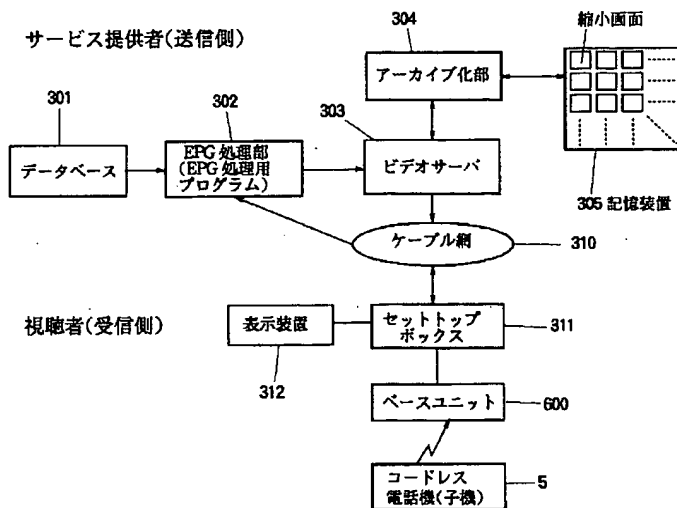 サービス提供者(送信側)
304
縮小画面
アーカイブ化部
301
302
303
データベース
EPG処理部
(EPG処理用
プログラム)
ビデオサーバ
305 記憶装置
ケーブル網
310
視聴者(受信側)
表示装置
312
セットトップ
ボックス
311
ベースユニット
600
コードレス
電話機(子機)
5